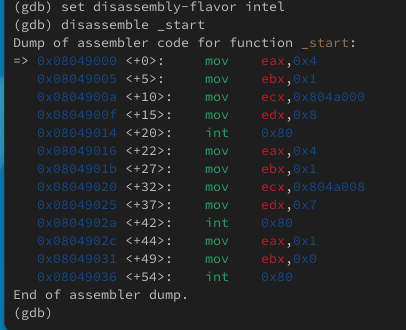 (gdb) set disassembly-flavor intel
(gdb) disassemble _start
Dump of assembler code for function _start:
=> 0x08049000 <+0>:     mov    eax,0x4
   0x08049005 <+5>:     mov    ebx,0x1
   0x0804900a <+10>:    mov    ecx,0x804a000
   0x0804900f <+15>:    mov    edx,0x8
   0x08049014 <+20>:    int    0x80
   0x08049016 <+22>:    mov    eax,0x4
   0x0804901b <+27>:    mov    ebx,0x1
   0x08049020 <+32>:    mov    ecx,0x804a008
   0x08049025 <+37>:    mov    edx,0x7
   0x0804902a <+42>:    int    0x80
   0x0804902c <+44>:    mov    eax,0x1
   0x08049031 <+49>:    mov    ebx,0x0
   0x08049036 <+54>:    int    0x80
End of assembler dump.
(gdb)